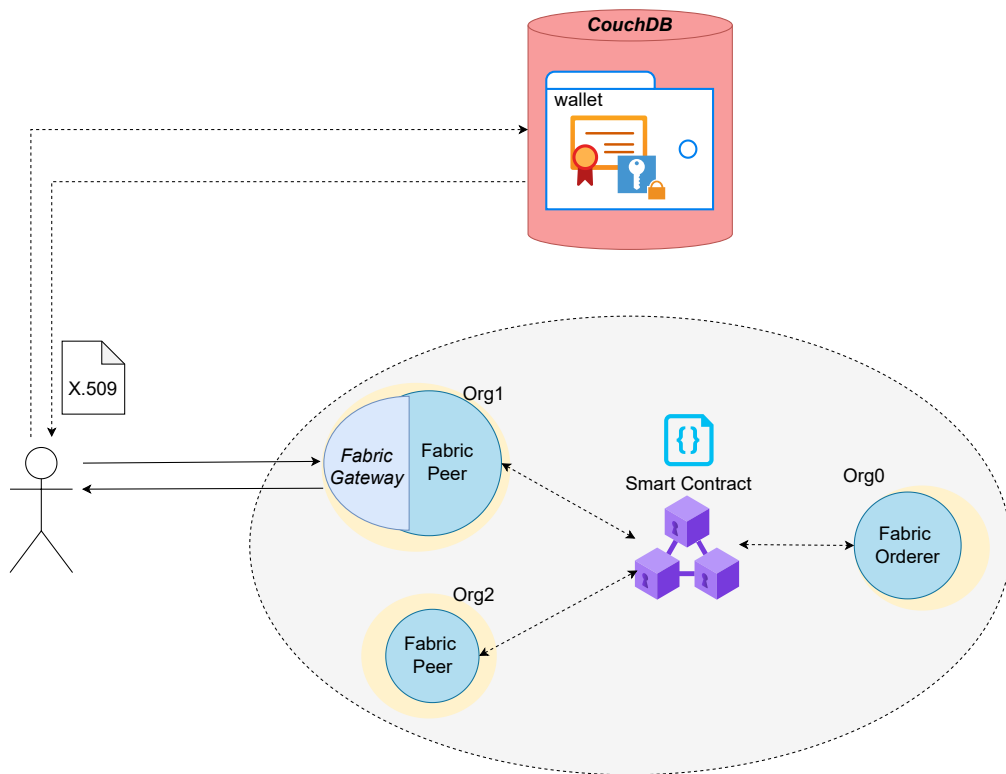 CouchDB
wallet
X.509
Org1
Fabric
Gateway
Fabric
Peer
{}
Smart Contract
Org0
Fabric
Orderer
Org2
Fabric
Peer